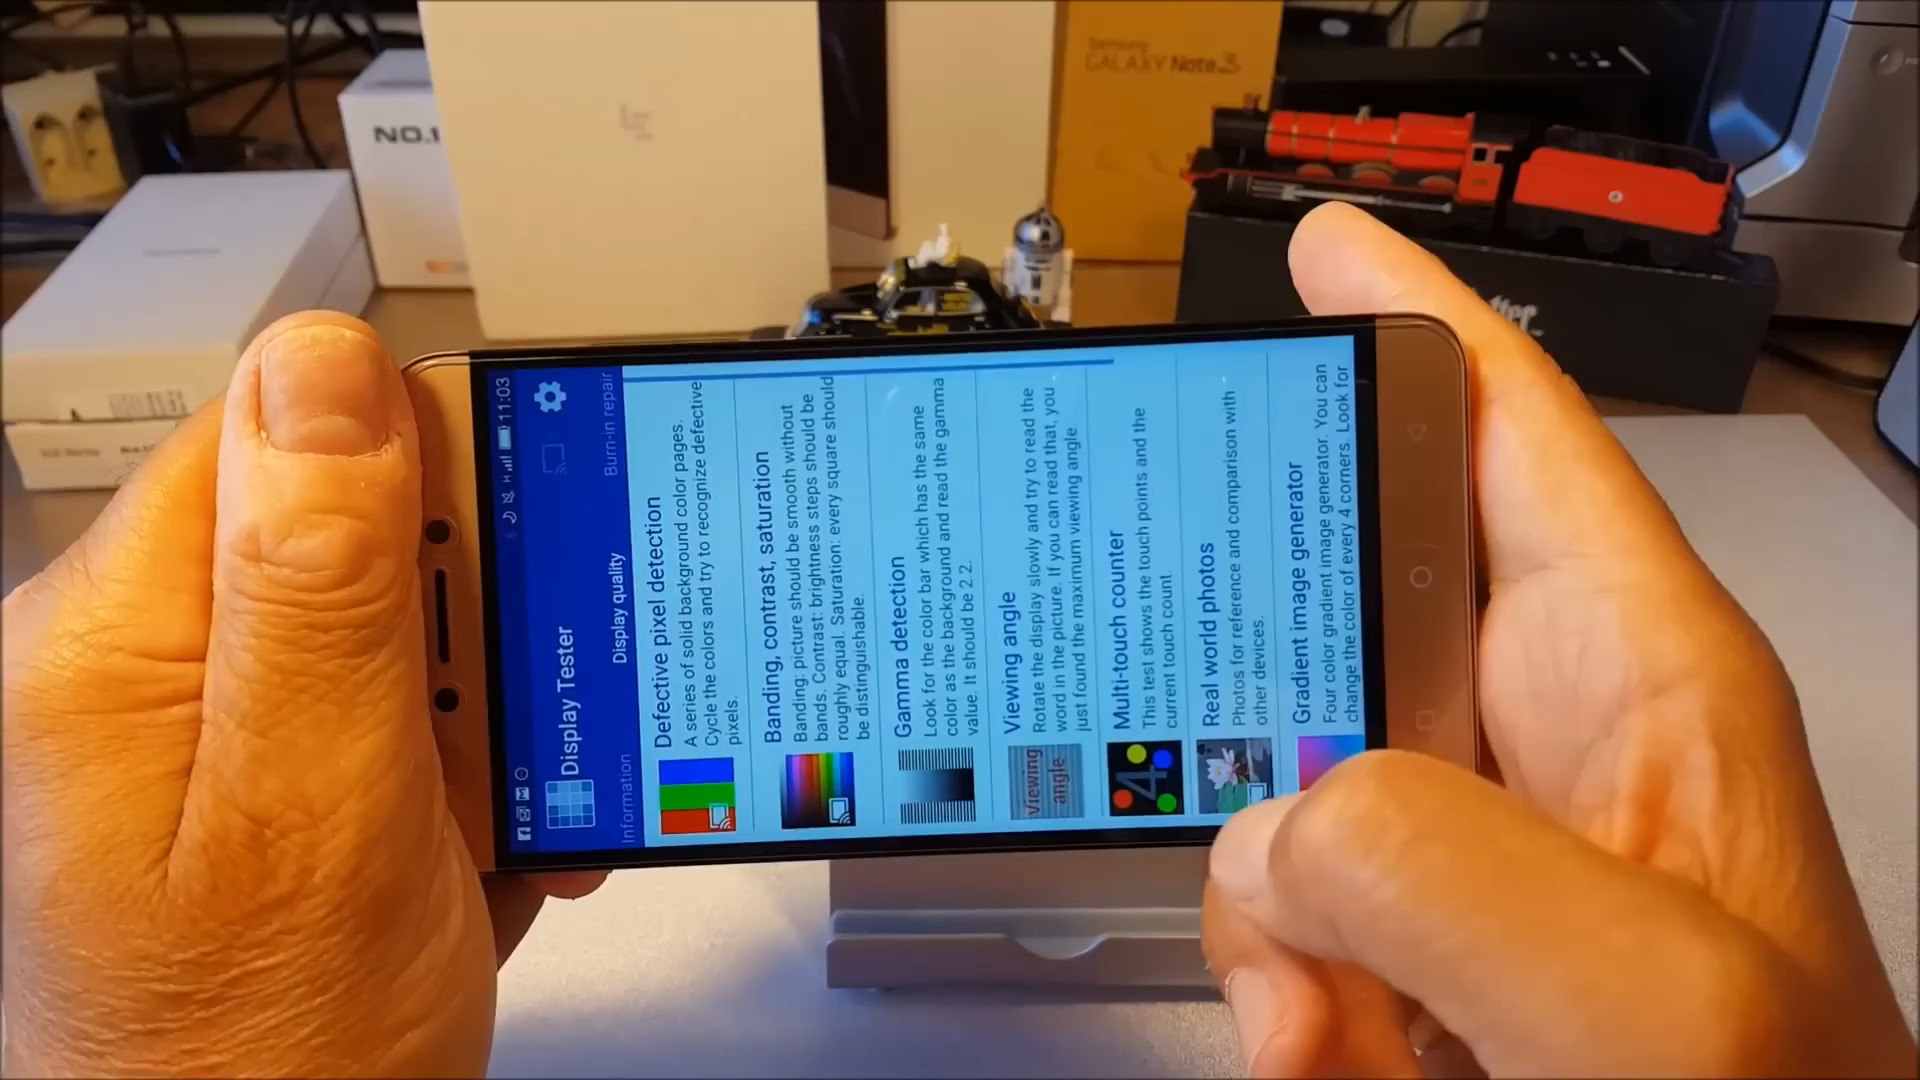 NO.1
LE
Samsung
GALAXY Note 3
11:03
Display Tester
Information
Display quality
Burn-in repair
Defective pixel detection
A series of solid background color pages.
Cycle the colors and try to recognize defective
pixels.
Banding, contrast, saturation
Banding: picture should be smooth without
bands. Contrast: brightness steps should be
roughly equal. Saturation: every square should
be distinguishable.
Gamma detection
Look for the color bar which has the same
color as the background and read the gamma
value. It should be 2.2.
Viewing
angle
Viewing angle
Rotate the display slowly and try to read the
word in the picture. If you can read that, you
just found the maximum viewing angle.
4
Multi-touch counter
This test shows the touch points and the
current touch count.
Real world photos
Photos for reference and comparison with
other devices.
Gradient image generator
Four color gradient image generator. You can
change the color of every 4 corners. Look for